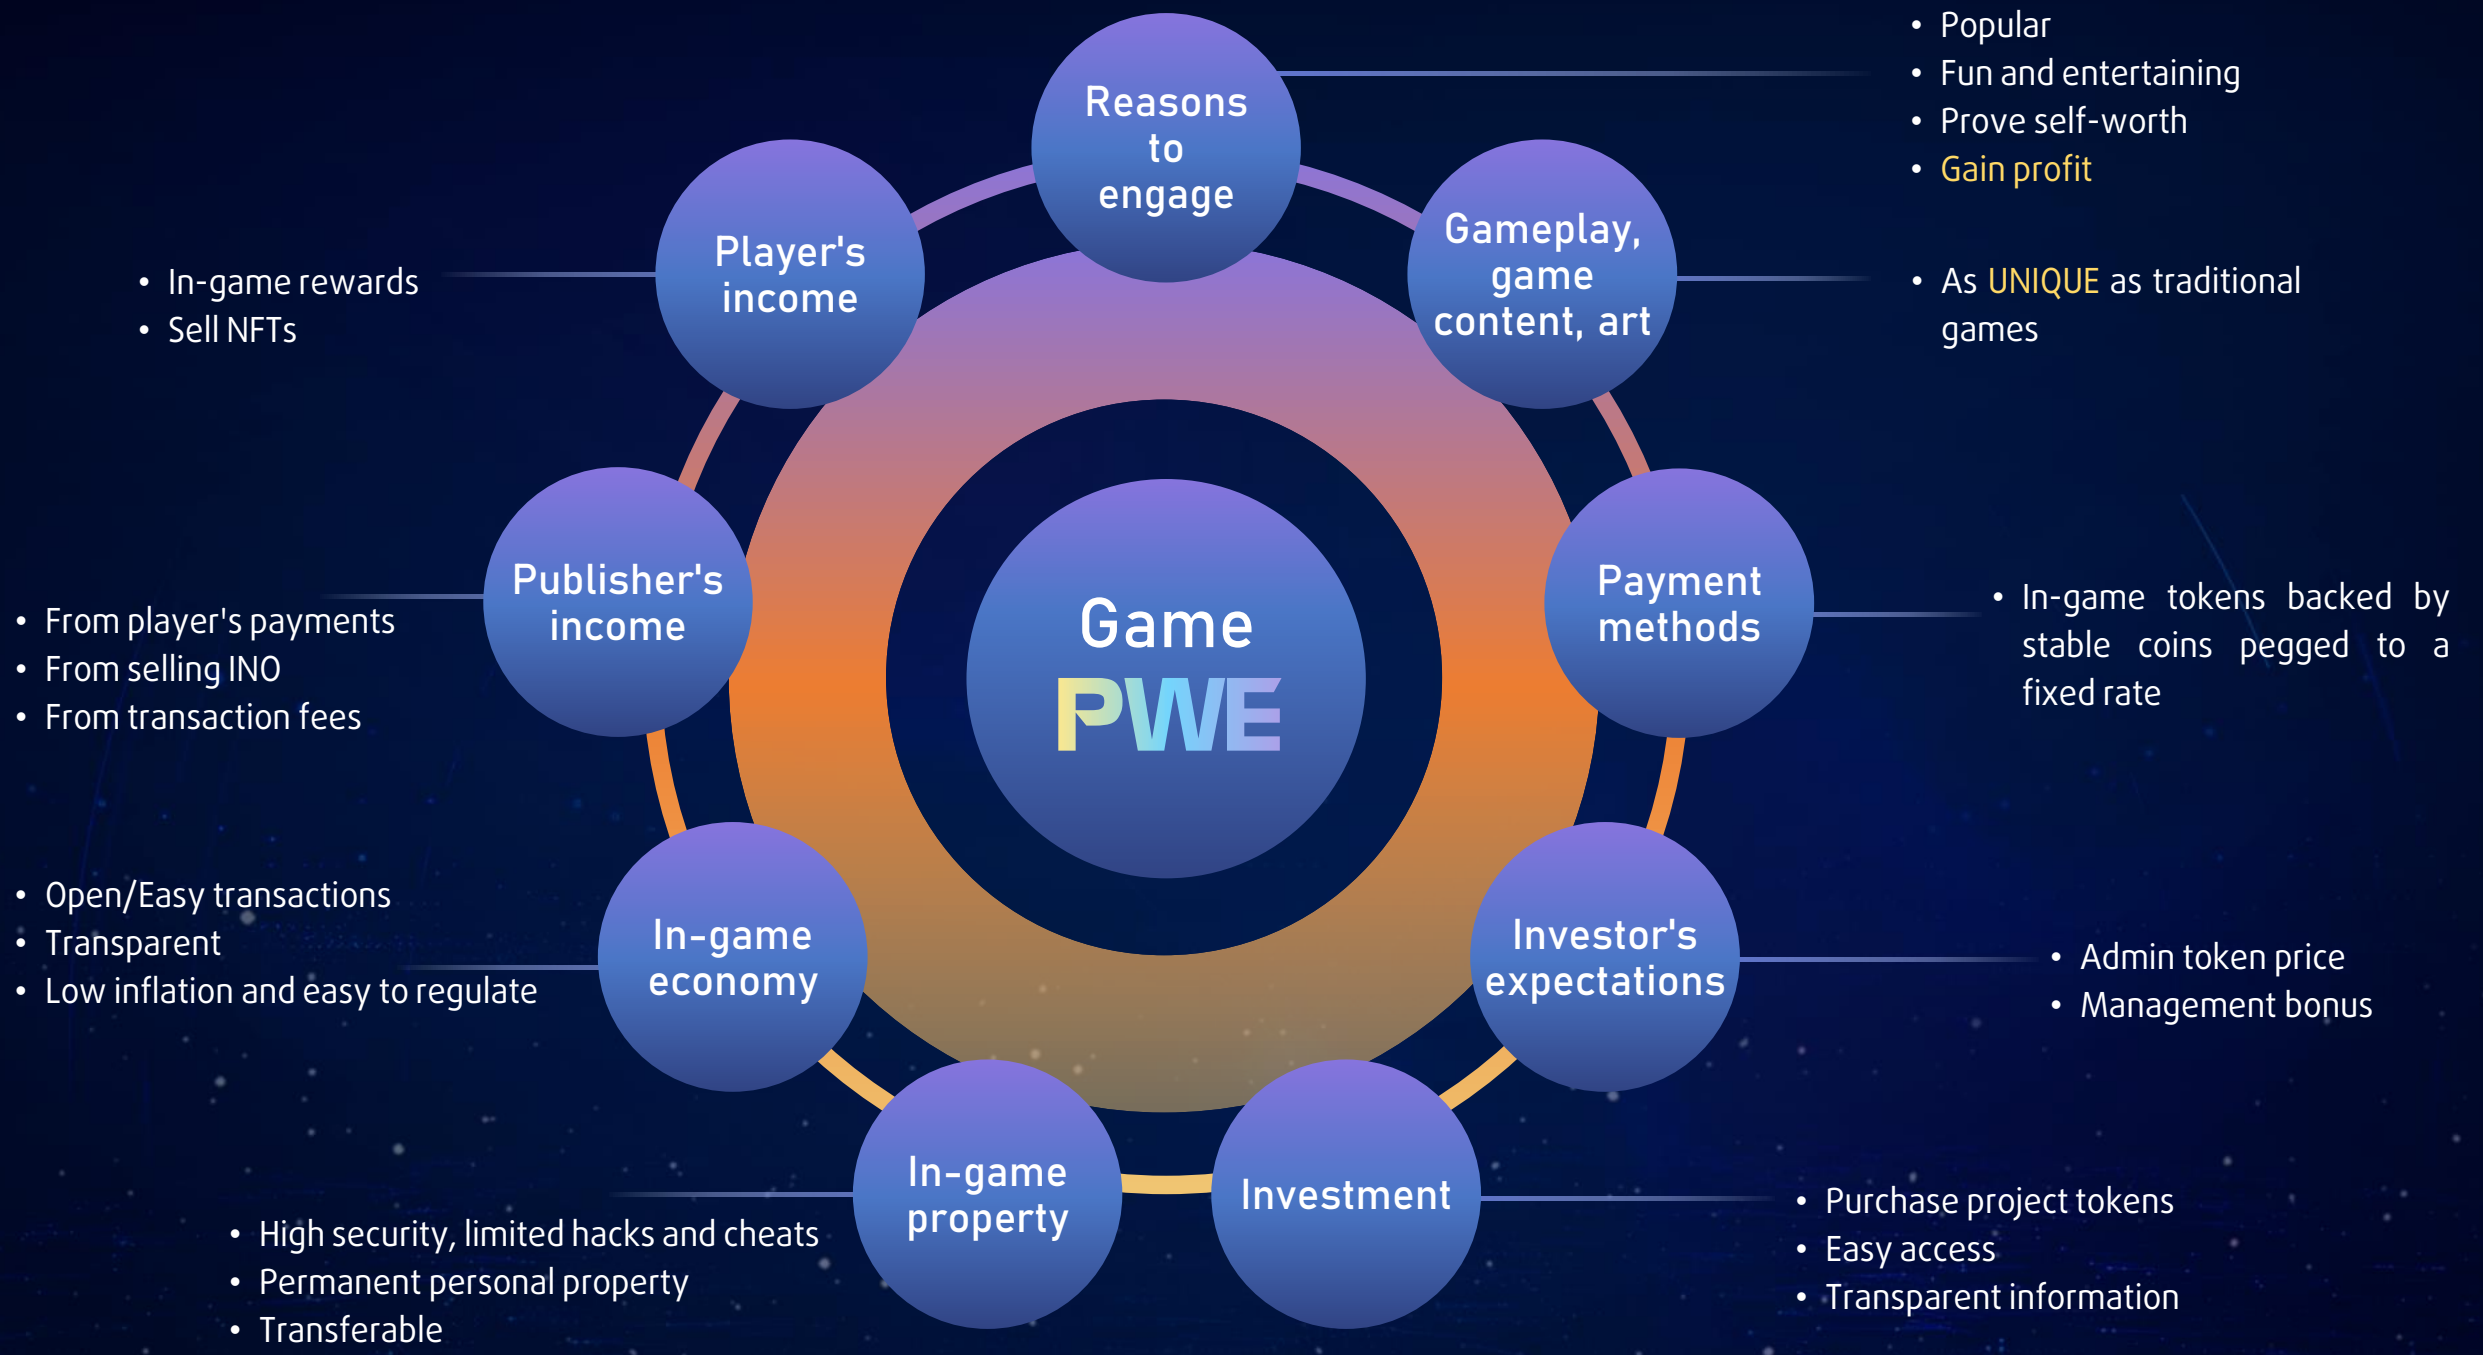 Reasons
to
engage
• Popular
• Fun and entertaining
• Prove self-worth
• Gain profit
Gameplay,
game
content, art
• As UNIQUE as traditional
games
Payment
methods
• In-game tokens backed by
stable coins pegged to a
fixed rate
Investor's
expectations
• Admin token price
• Management bonus
Investment
• Purchase project tokens
• Easy access
• Transparent information
In-game
property
• High security, limited hacks and cheats
• Permanent personal property
• Transferable
In-game
economy
• Open/Easy transactions
• Transparent
• Low inflation and easy to regulate
Publisher's
income
• From player's payments
• From selling INO
• From transaction fees
Player's
income
• In-game rewards
• Sell NFTs
Game
PWE